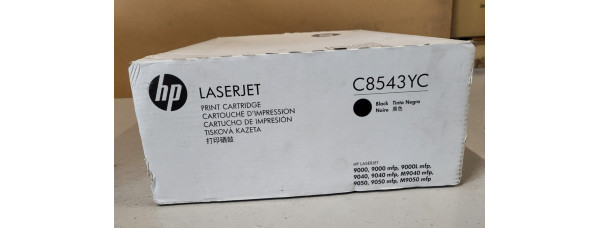 hp
LASERJET
PRINT CARTRIDGE
CARTOUCHE D'IMPRESSION
CARTUCHO DE IMPRESIÓN
TISKOVÁ KAZETA
打印硒鼓
C8543YC
Black Tinta Negra
Noire 黑色
HP LASERJET
9000, 9000 mfp, 9000L mfp,
9040, 9040 mfp, M9040 mfp,
9050, 9050 mfp, M9050 mfp